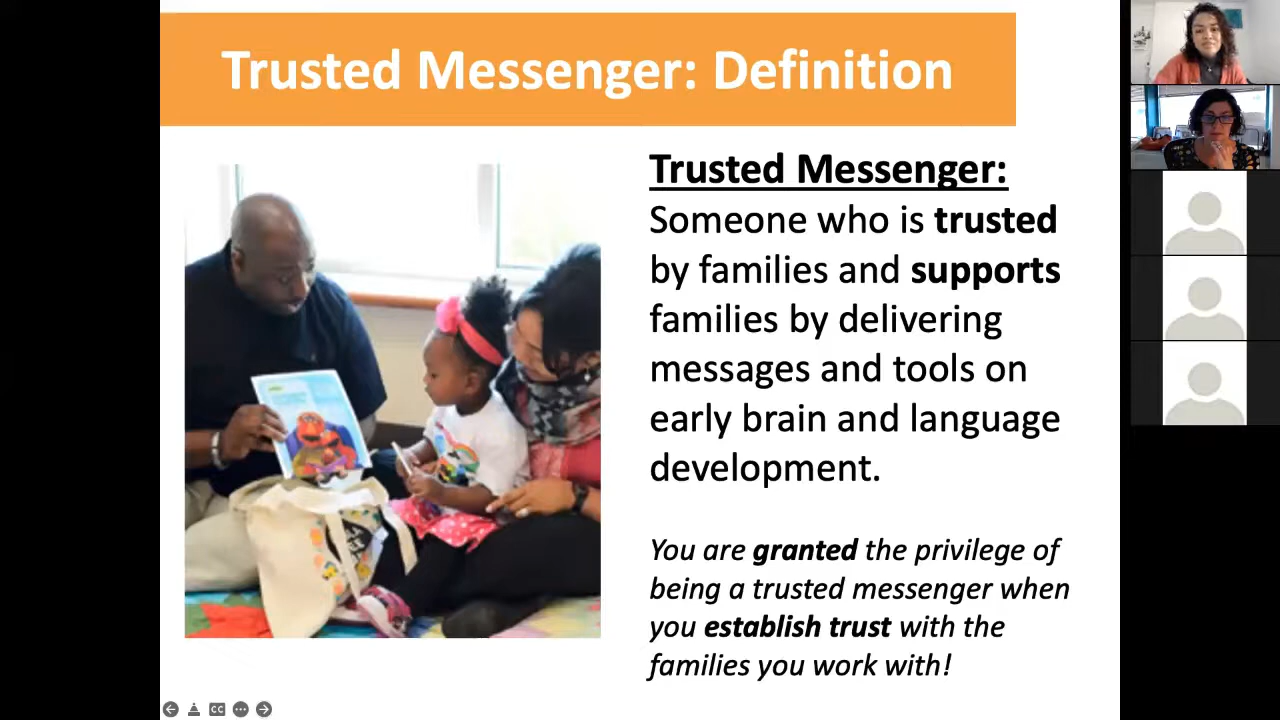 Trusted Messenger: Definition
Trusted Messenger:
Someone who is trusted
by families and supports
families by delivering
messages and tools on
early brain and language
development.
You are granted the privilege of
being a trusted messenger when
you establish trust with the
families you work with!
CC